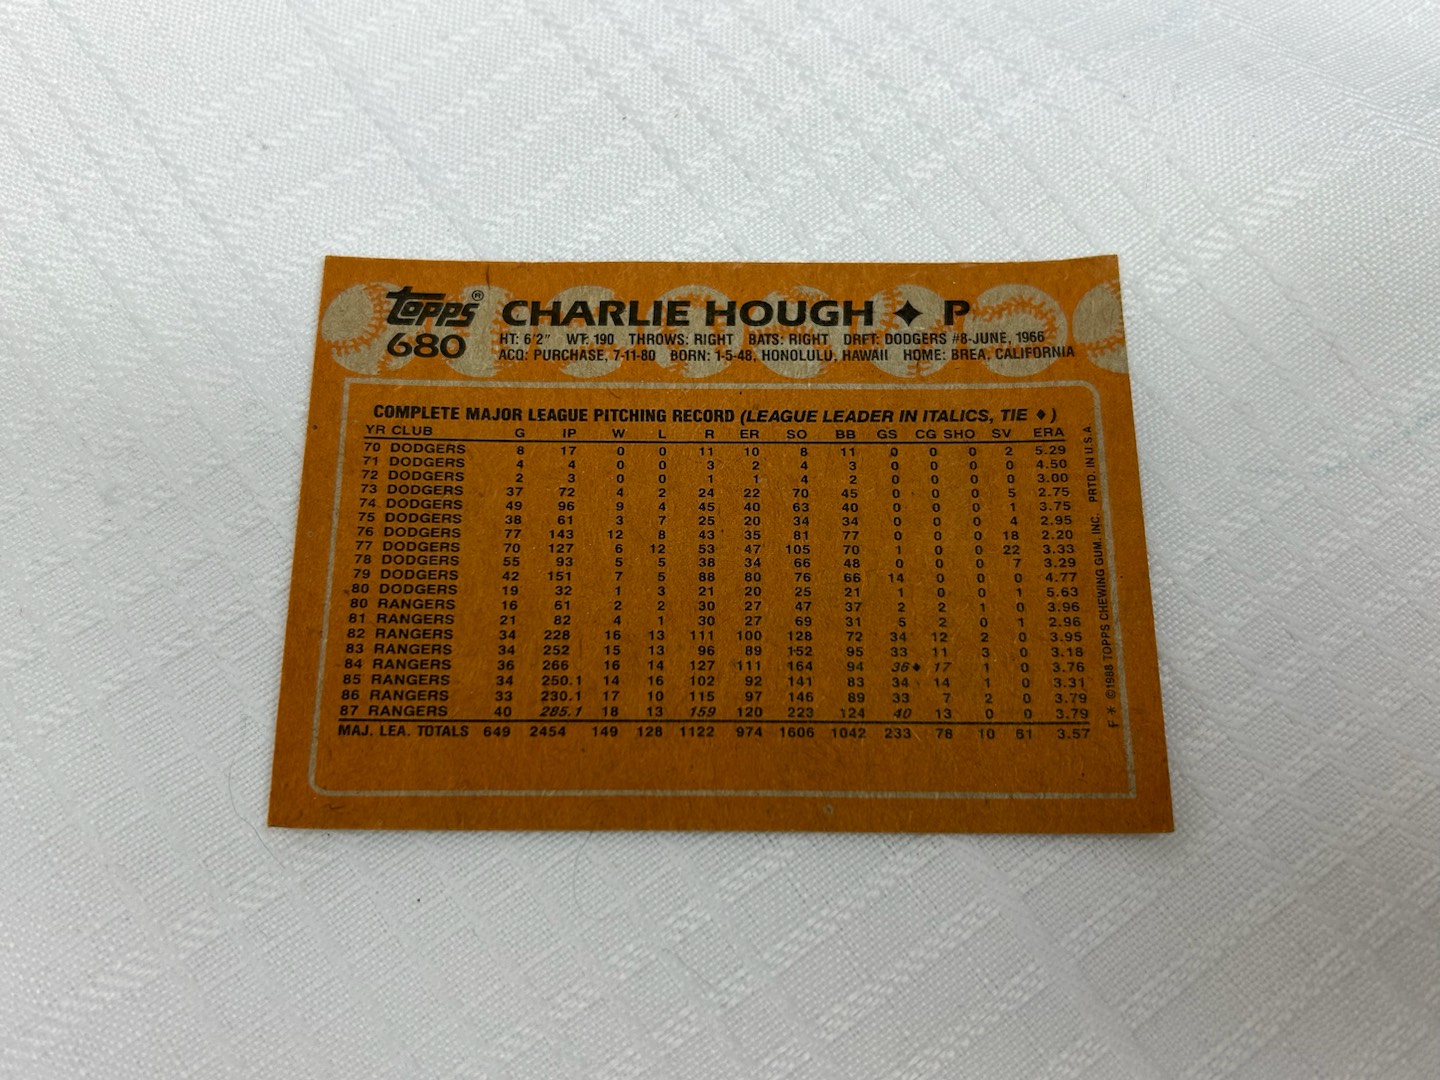 topps® CHARLIE HOUGH ✦ P
680 HT: 6'2" WT: 190 THROWS: RIGHT BATS: RIGHT DRFT: DODGERS #8-JUNE, 1966
ACQ: PURCHASE, 7-11-80 BORN: 1-5-48, HONOLULU, HAWAII HOME: BREA, CALIFORNIA
COMPLETE MAJOR LEAGUE PITCHING RECORD (LEAGUE LEADER IN ITALICS, TIE ♦)
YR CLUB G IP W L R ER SO BB GS CG SHO SV ERA
70 DODGERS 8 17 0 0 11 10 8 11 0 0 0 2 5.29
71 DODGERS 4 4 0 0 3 2 4 3 0 0 0 0 4.50
72 DODGERS 2 3 0 0 1 1 4 2 0 0 0 0 3.00
73 DODGERS 37 72 4 2 24 22 70 45 0 0 0 5 2.75
74 DODGERS 49 96 9 4 45 40 63 40 0 0 0 1 3.75
75 DODGERS 38 61 3 7 25 20 34 34 0 0 0 4 2.95
76 DODGERS 77 143 12 8 43 35 81 77 0 0 0 18 2.20
77 DODGERS 70 127 6 12 53 47 105 70 1 0 0 22 3.33
78 DODGERS 55 93 5 5 38 34 66 48 0 0 0 7 3.29
79 DODGERS 42 151 7 5 88 80 76 66 14 0 0 0 4.77
80 DODGERS 19 32 1 3 21 20 25 21 1 0 0 1 5.63
80 RANGERS 16 61 2 2 30 27 47 37 2 2 1 0 3.96
81 RANGERS 21 82 4 1 30 27 69 31 5 2 0 1 2.96
82 RANGERS 34 228 16 13 111 100 128 72 34 12 2 0 3.95
83 RANGERS 34 252 15 13 96 89 152 95 33 11 3 0 3.18
84 RANGERS 36 266 16 14 127 111 164 94 36♦ 17 1 0 3.76
85 RANGERS 34 250.1 14 16 102 92 141 83 34 14 1 0 3.31
86 RANGERS 33 230.1 17 10 115 97 146 89 33 7 2 0 3.79
87 RANGERS 40 285.1 18 13 159 120 223 124 40 13 0 0 3.79
MAJ. LEA. TOTALS 649 2454 149 128 1122 974 1606 1042 233 78 10 61 3.57
F * ©1988 TOPPS CHEWING GUM, INC. PRTD. IN U.S.A.